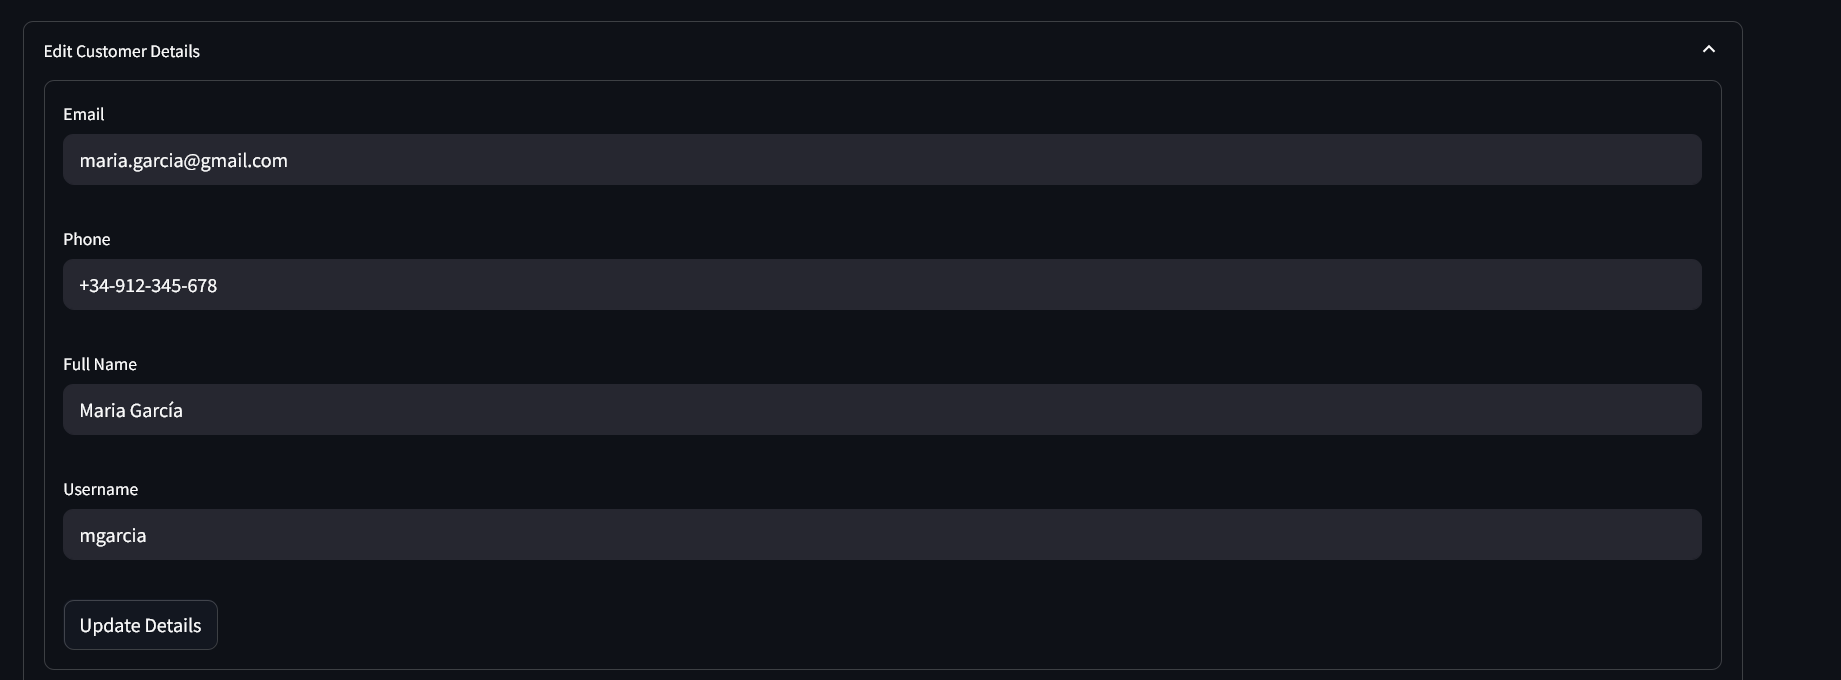 Edit Customer Details
Email
maria.garcia@gmail.com
Phone
+34-912-345-678
Full Name
Maria García
Username
mgarcia
Update Details